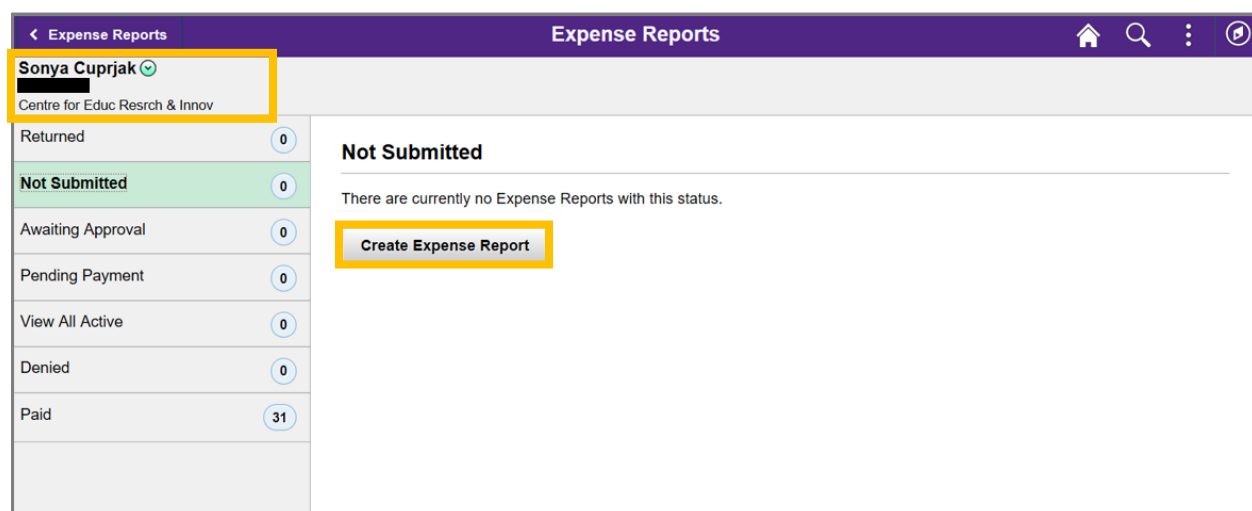 Expense Reports
Expense Reports
Sonya Cuprjak
Centre for Educ Resrch & Innov
Returned 0
Not Submitted 0
Awaiting Approval 0
Pending Payment 0
View All Active 0
Denied 0
Paid 31
Not Submitted
There are currently no Expense Reports with this status.
Create Expense Report